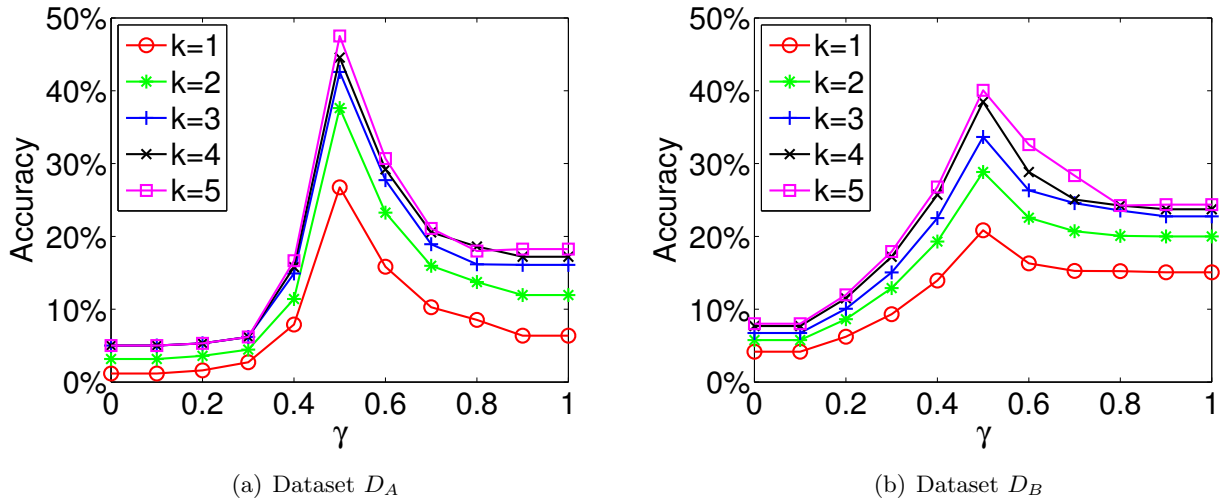 50%
40%
30%
20%
10%
0%
Accuracy
k=1
k=2
k=3
k=4
k=5
0 0.2 0.4 0.6 0.8 1
γ
(a) Dataset D_A
50%
40%
30%
20%
10%
0%
Accuracy
k=1
k=2
k=3
k=4
k=5
0 0.2 0.4 0.6 0.8 1
γ
(b) Dataset D_B